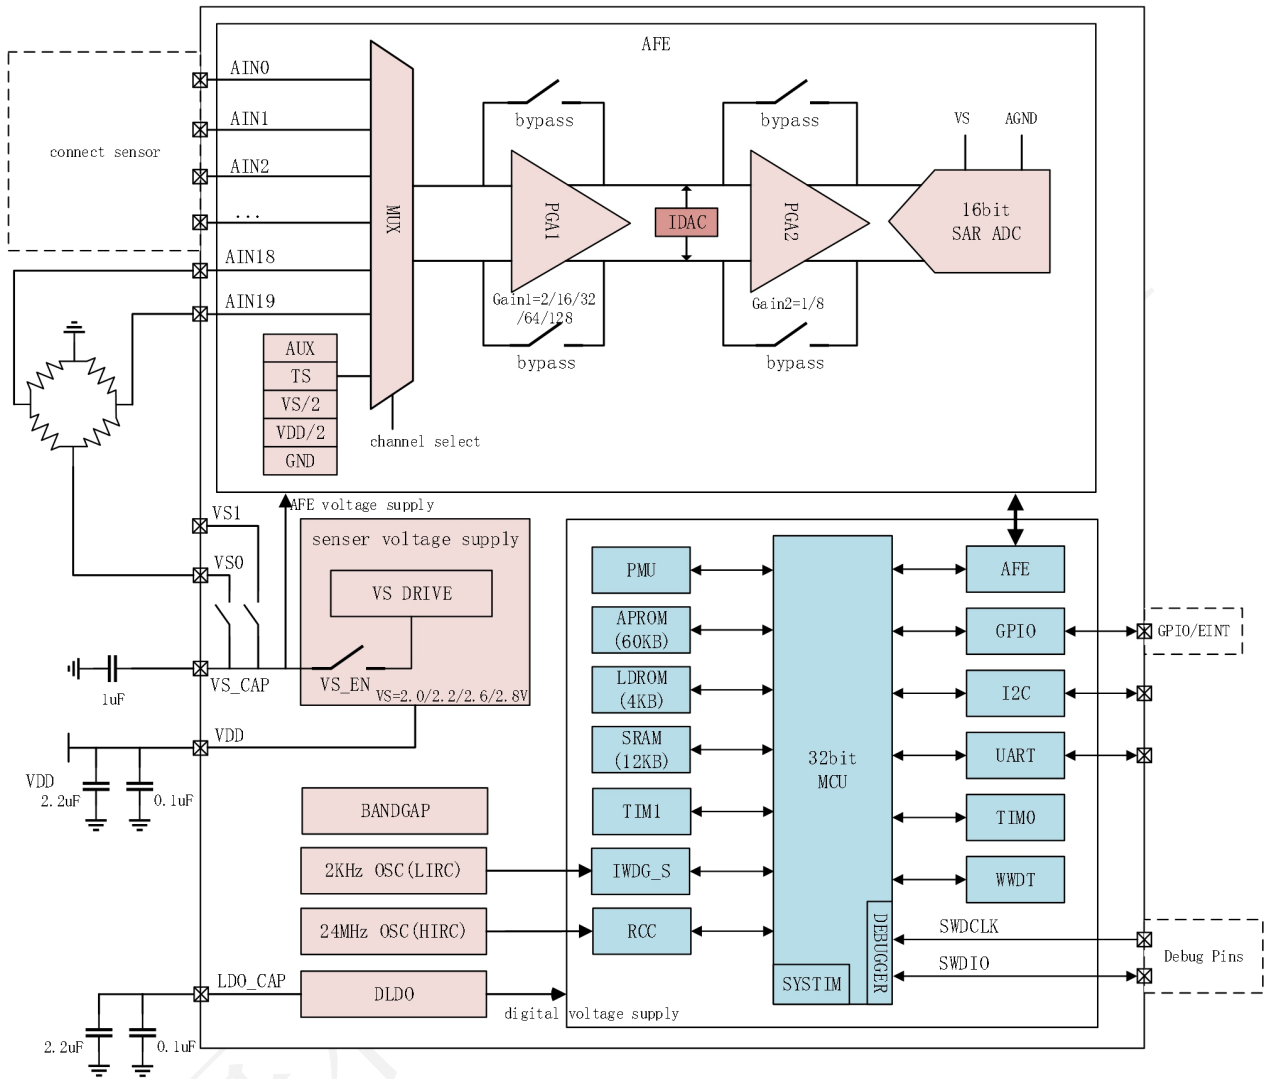 AFE
AIN0
AIN1
AIN2
...
AIN18
AIN19
connect sensor
MUX
bypass
bypass
VS
AGND
PGA1
IDAC
PGA2
16bit
SAR ADC
Gain1=2/16/32
/64/128
Gain2=1/8
bypass
bypass
AUX
TS
VS/2
VDD/2
GND
channel select
AFE voltage supply
VS1
VS0
senser voltage supply
VS DRIVE
VS_EN
VS=2.0/2.2/2.6/2.8V
VS_CAP
1uF
VDD
VDD
2.2uF
0.1uF
BANDGAP
2KHz OSC(LIRC)
24MHz OSC(HIRC)
DLDO
LDO_CAP
2.2uF
0.1uF
digital voltage supply
PMU
APROM
(60KB)
LDROM
(4KB)
SRAM
(12KB)
TIM1
IWDG_S
RCC
32bit
MCU
SYSTIM
DEBUGGER
AFE
GPIO
I2C
UART
TIM0
WWDT
SWDCLK
SWDIO
GPIO/EINT
Debug Pins